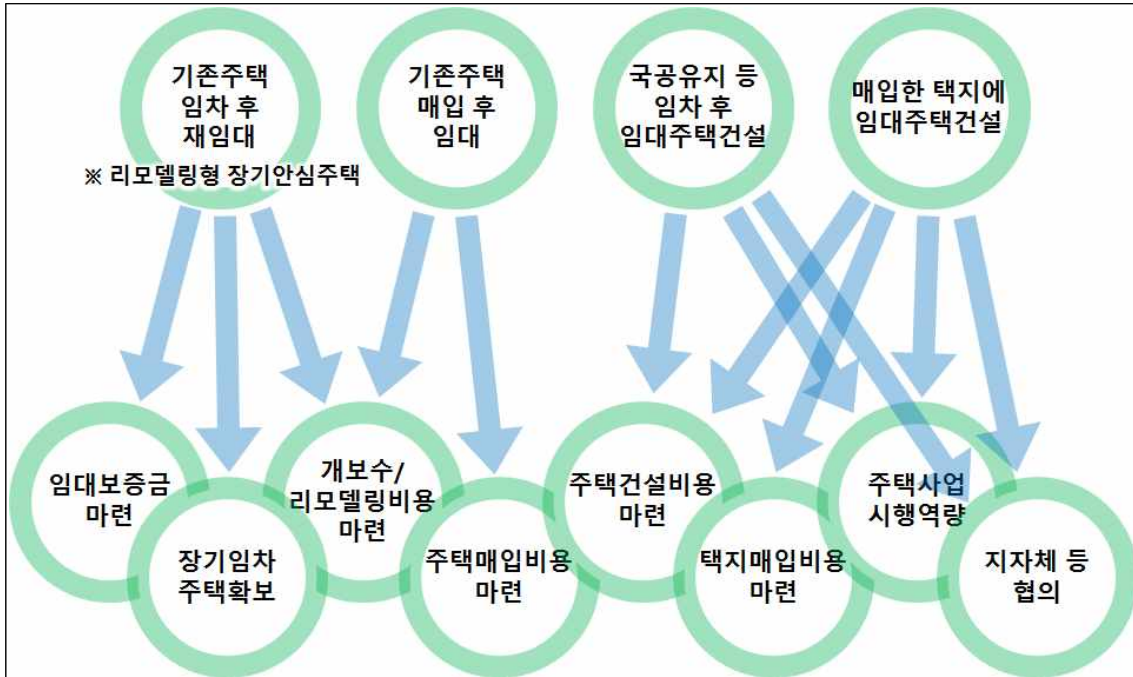 기존주택
임차 후
재임대
※ 리모델링형 장기안심주택
기존주택
매입 후
임대
국공유지 등
임차 후
임대주택건설
매입한 택지에
임대주택건설
임대보증금
마련
장기임차
주택확보
개보수/
리모델링비용
마련
주택매입비용
마련
주택건설비용
마련
택지매입비용
마련
주택사업
시행역량
지자체 등
협의